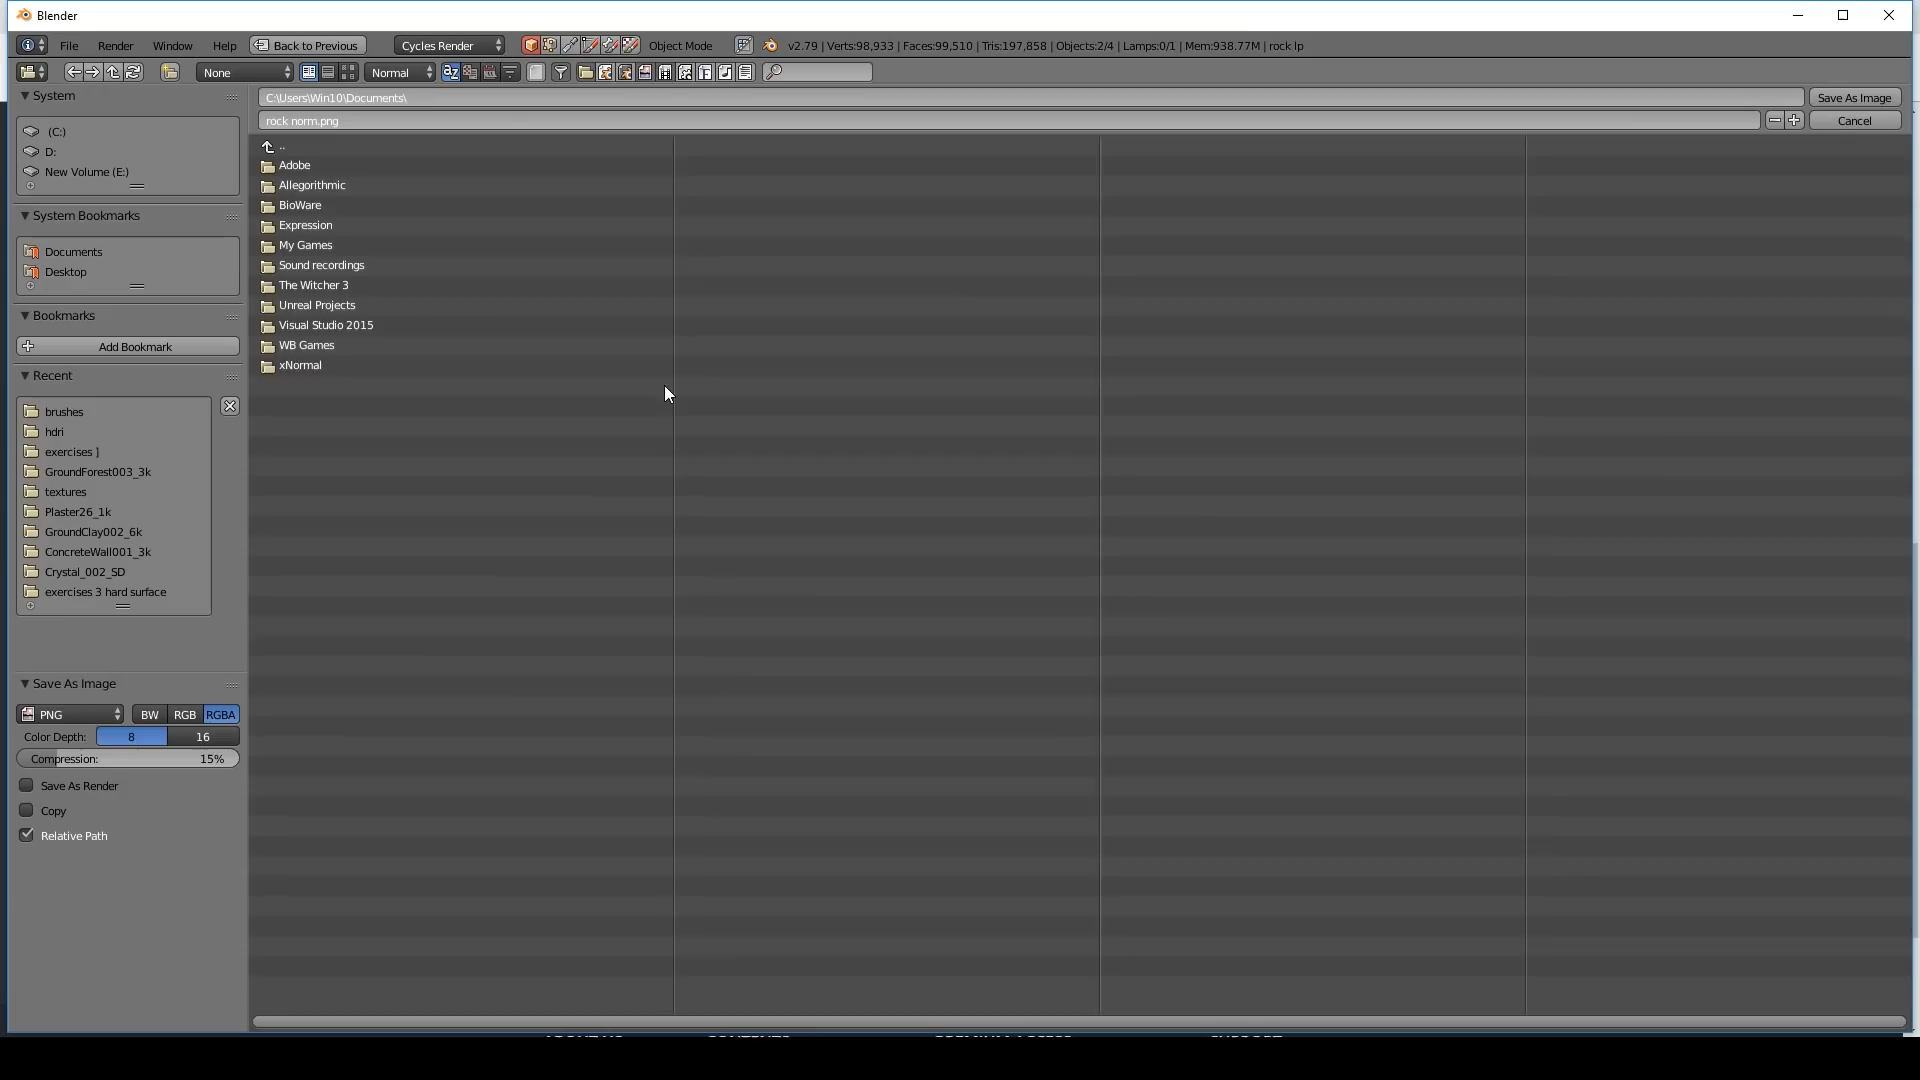 Blender
File Render Window Help Back to Previous Cycles Render Object Mode v2.79 | Verts:98,933 | Faces:99,510 | Tris:197,858 | Objects:2/4 | Lamps:0/1 | Mem:938.77M | rock lp
None Normal
System
C:\Users\Win10\Documents\ Save As Image
rock norm.png Cancel
(C:)
D:
New Volume (E:)
System Bookmarks
Documents
Desktop
Bookmarks
Add Bookmark
Recent
brushes
hdri
exercises ]
GroundForest003_3k
textures
Plaster26_1k
GroundClay002_6k
ConcreteWall001_3k
Crystal_002_SD
exercises 3 hard surface
..
Adobe
Allegorithmic
BioWare
Expression
My Games
Sound recordings
The Witcher 3
Unreal Projects
Visual Studio 2015
WB Games
xNormal
Save As Image
PNG BW RGB RGBA
Color Depth: 8 16
Compression: 15%
Save As Render
Copy
Relative Path